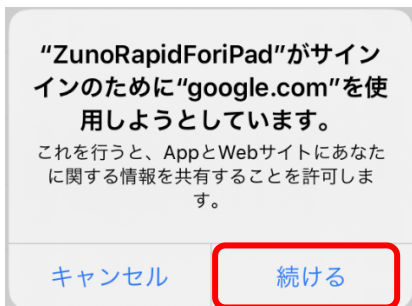 “ZunoRapidForiPad”がサイン
インのために“google.com”を使
用しようとしています。
これを行うと、AppとWebサイトにあなた
に関する情報を共有することを許可しま
す。
キャンセル
続ける